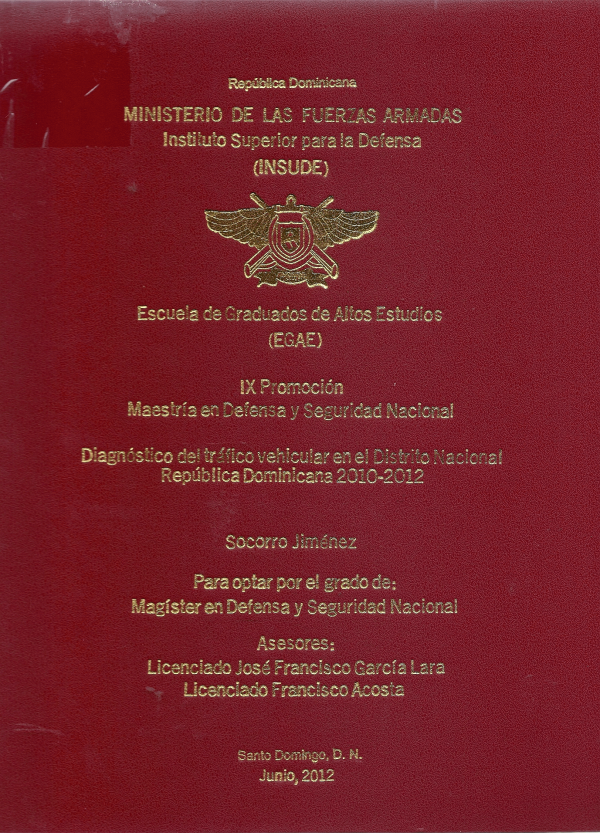 República Dominicana
MINISTERIO DE LAS FUERZAS ARMADAS
Instituto Superior para la Defensa
(INSUDE)
Escuela de Graduados de Altos Estudios
(EGAE)
IX Promoción
Maestría en Defensa y Seguridad Nacional
Diagnóstico del tráfico vehicular en el Distrito Nacional
República Dominicana 2010-2012
Socorro Jiménez
Para optar por el grado de:
Magíster en Defensa y Seguridad Nacional
Asesores:
Licenciado José Francisco García Lara
Licenciado Francisco Acosta
Santo Domingo, D. N.
Junio, 2012